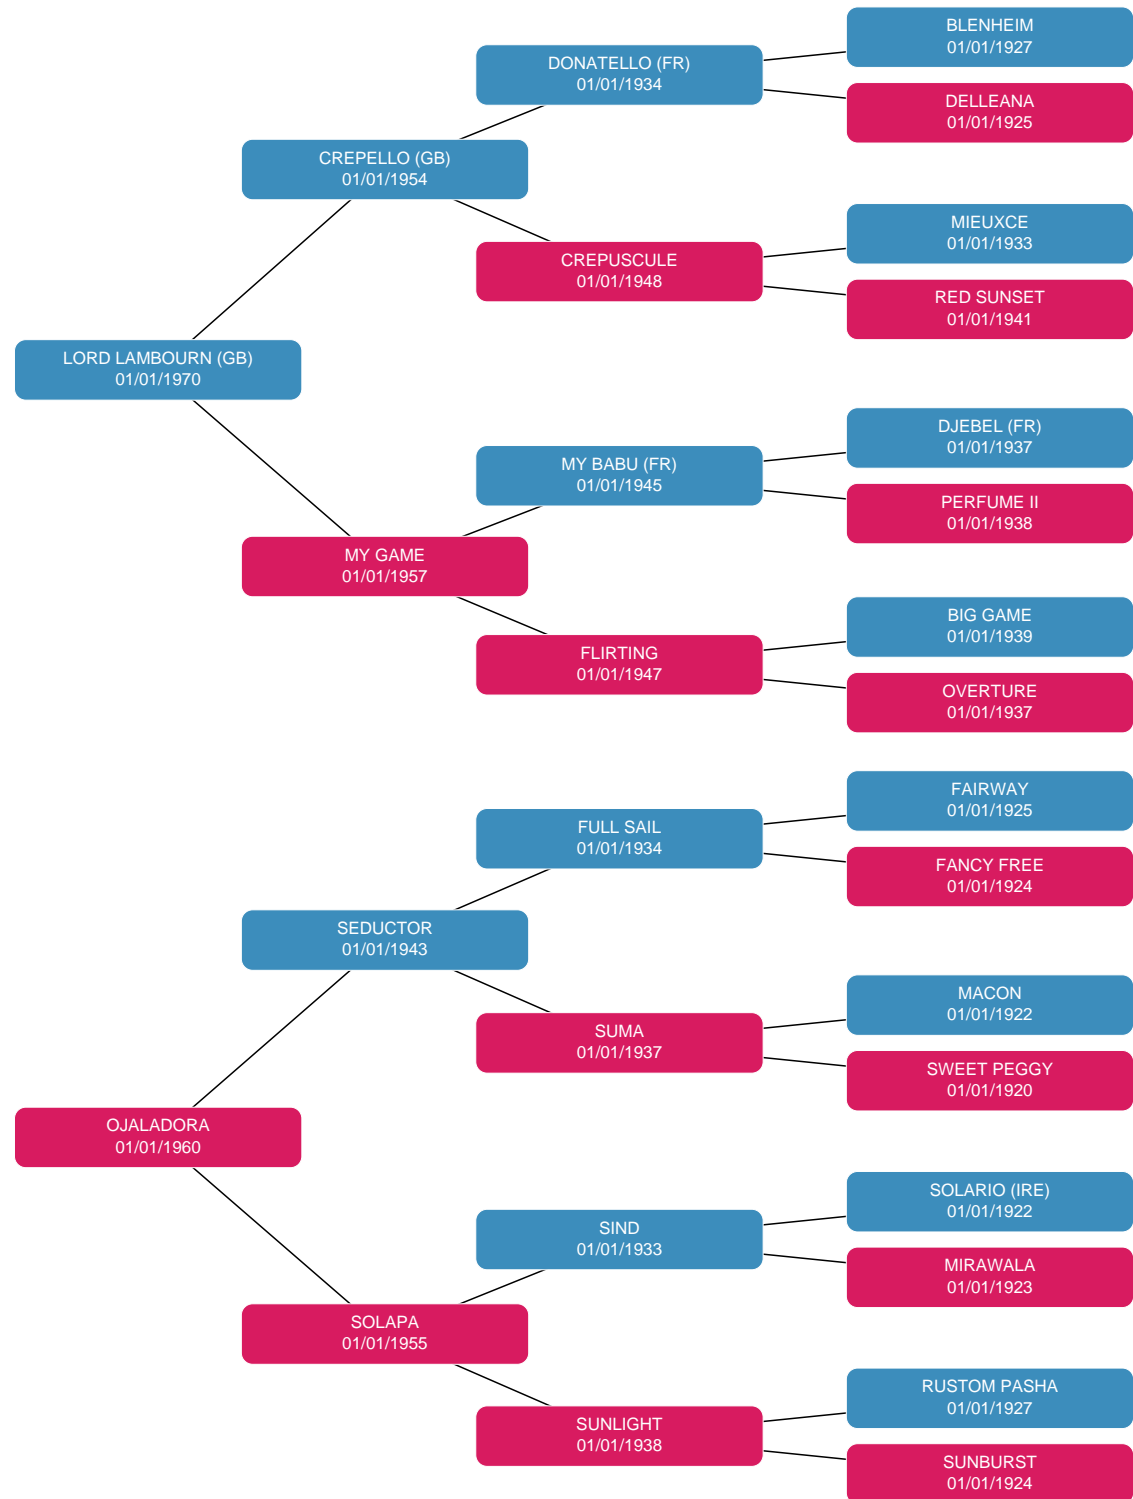 BLENHEIM
01/01/1927
DONATELLO (FR)
01/01/1934
DELLEANA
01/01/1925
CREPELLO (GB)
01/01/1954
MIEUXCE
01/01/1933
CREPUSCULE
01/01/1948
RED SUNSET
01/01/1941
LORD LAMBOURN (GB)
01/01/1970
DJEBEL (FR)
01/01/1937
MY BABU (FR)
01/01/1945
PERFUME II
01/01/1938
MY GAME
01/01/1957
BIG GAME
01/01/1939
FLIRTING
01/01/1947
OVERTURE
01/01/1937
FAIRWAY
01/01/1925
FULL SAIL
01/01/1934
FANCY FREE
01/01/1924
SEDUCTOR
01/01/1943
MACON
01/01/1922
SUMA
01/01/1937
SWEET PEGGY
01/01/1920
OJALADORA
01/01/1960
SOLARIO (IRE)
01/01/1922
SIND
01/01/1933
MIRAWALA
01/01/1923
SOLAPA
01/01/1955
RUSTOM PASHA
01/01/1927
SUNLIGHT
01/01/1938
SUNBURST
01/01/1924